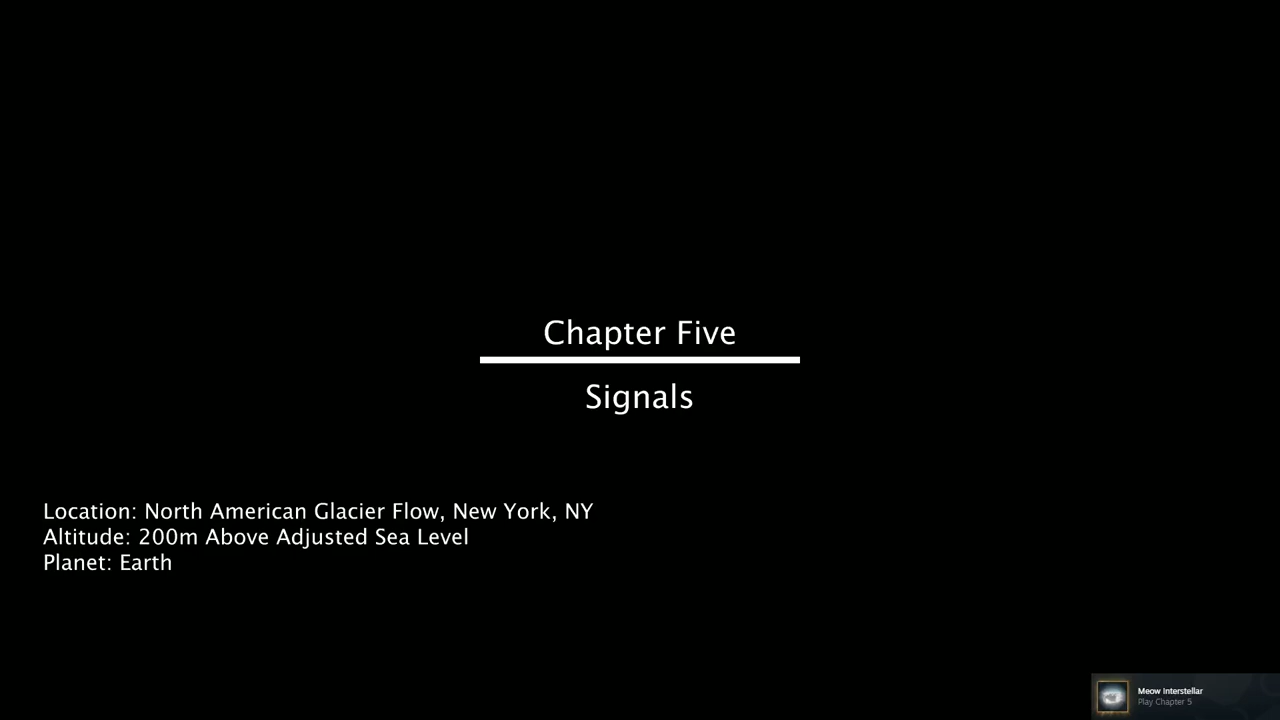 Chapter Five
Signals
Location: North American Glacier Flow, New York, NY
Altitude: 200m Above Adjusted Sea Level
Planet: Earth
Meow Interstellar
Play Chapter 5